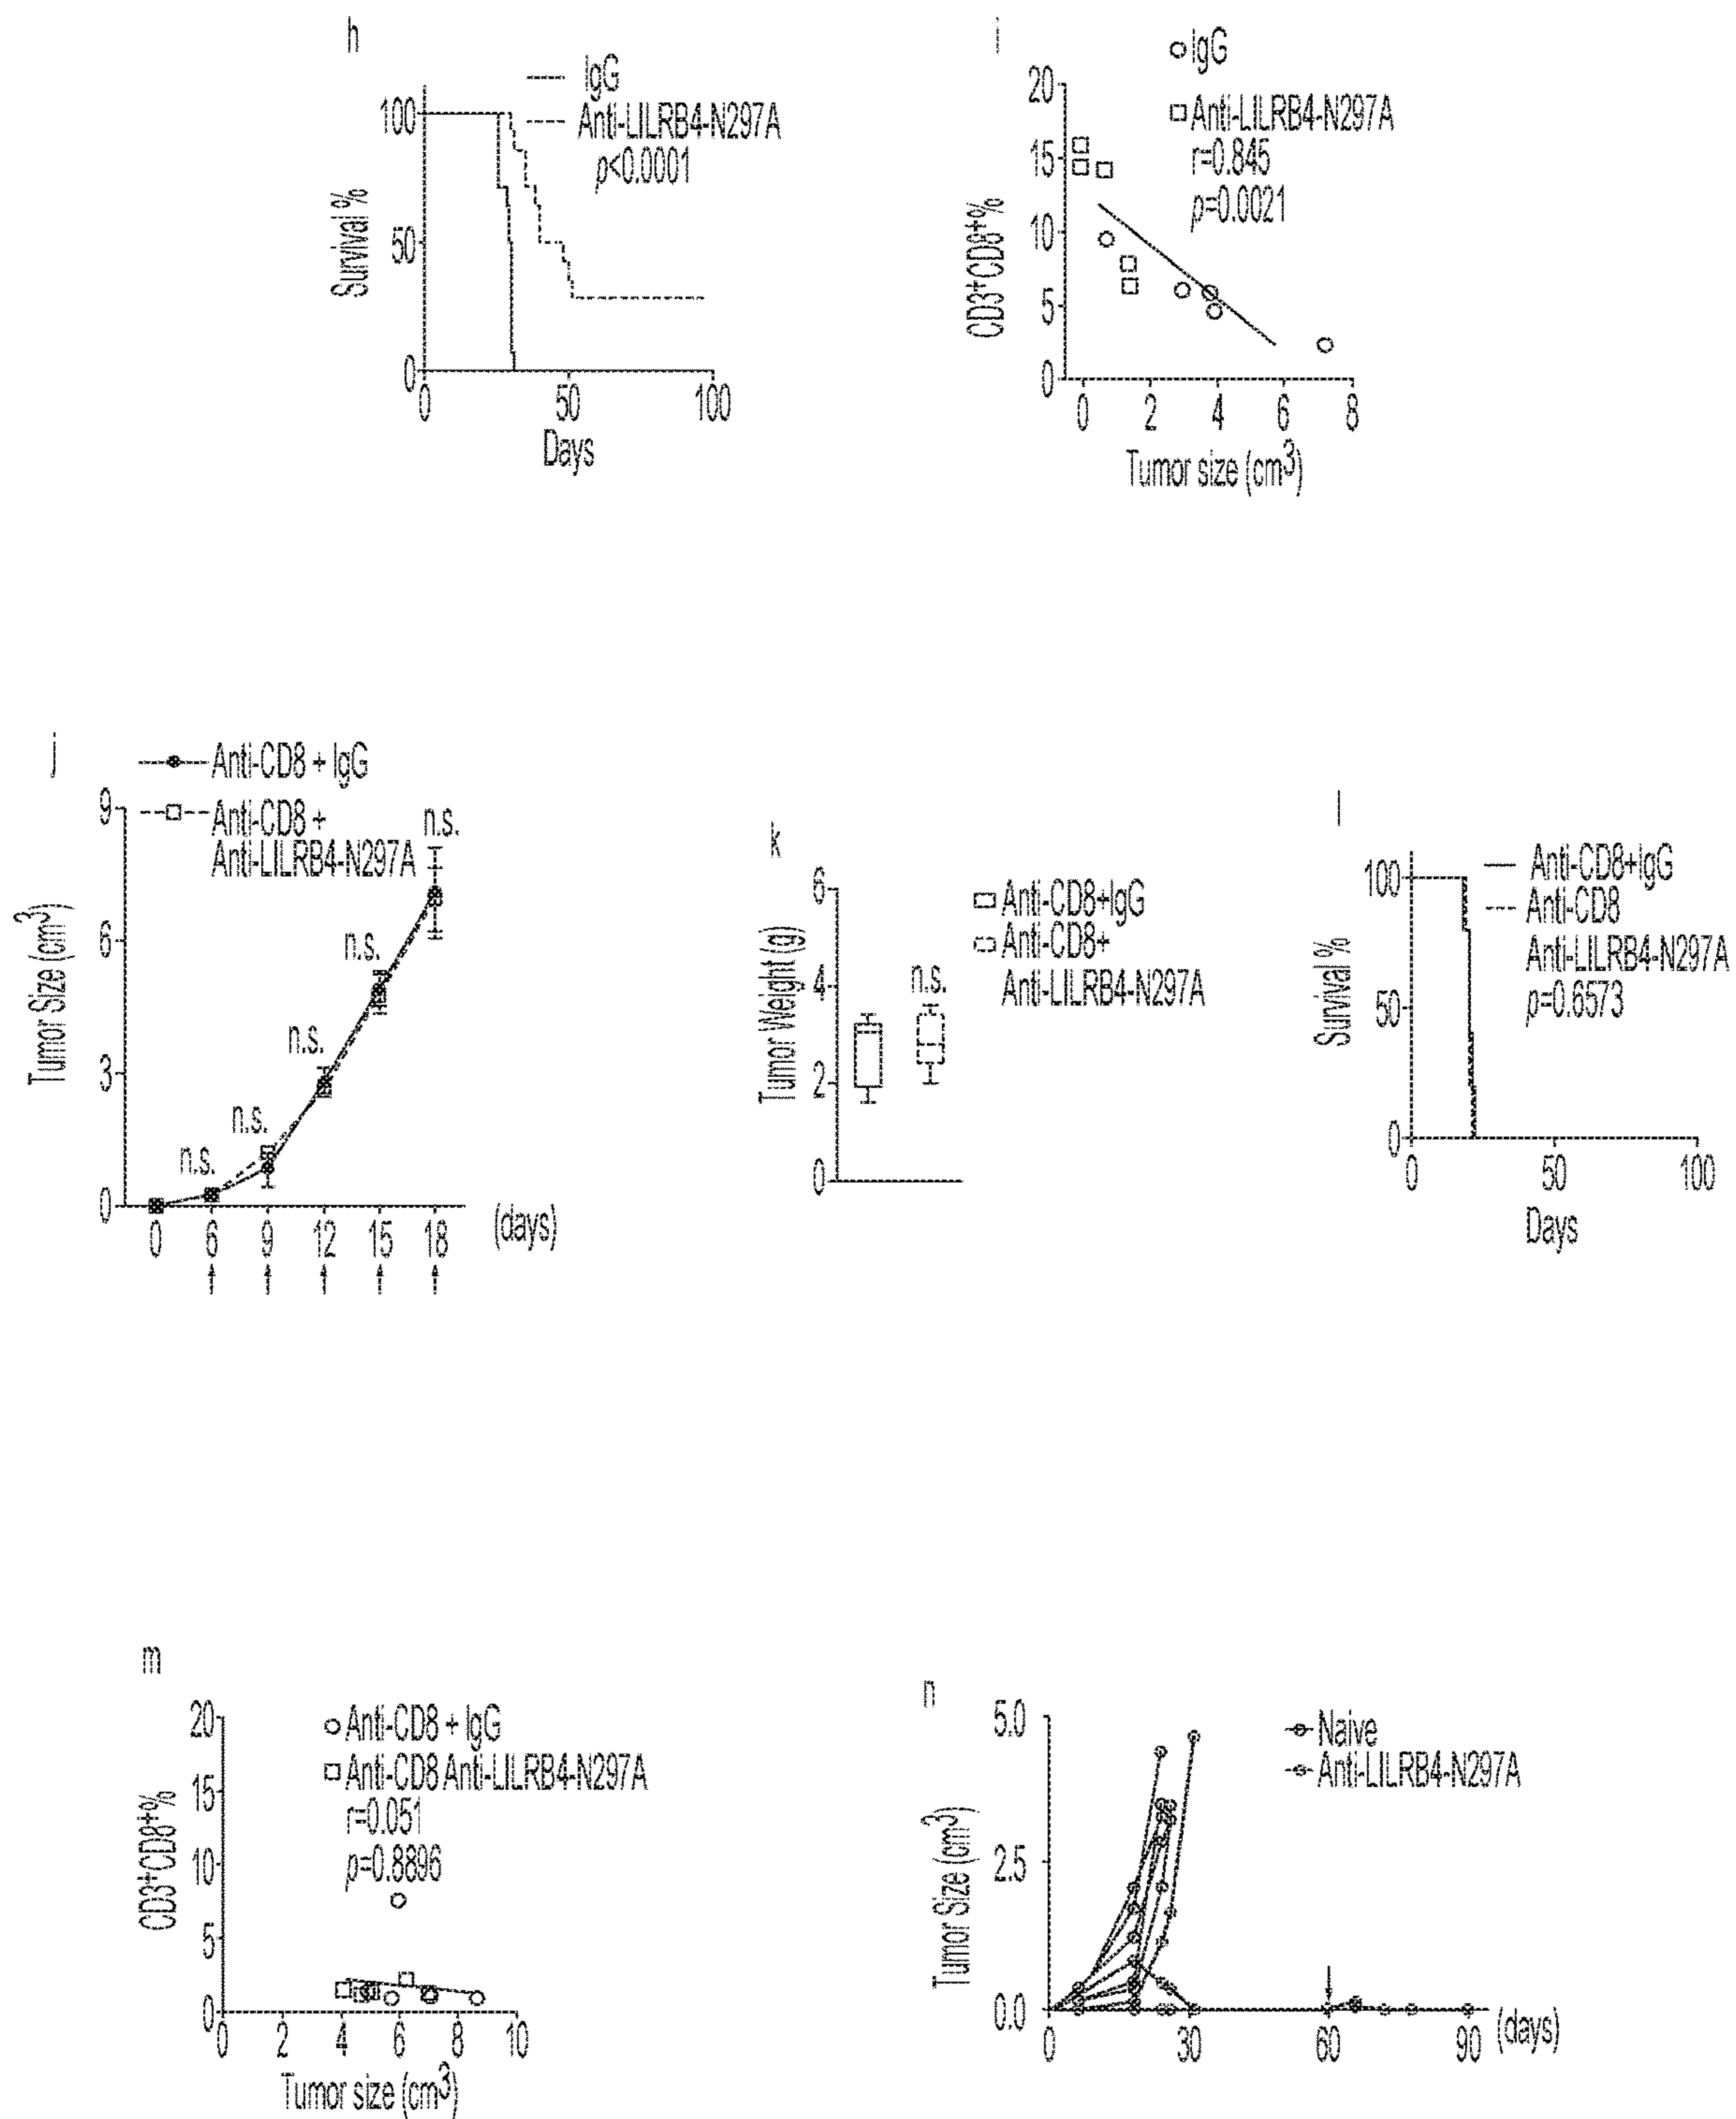 h
IgG
Anti-LILRB4-N297A
p<0.0001
100
50
0
Survival %
0 50 100
Days
i
IgG
Anti-LILRB4-N297A
r=0.845
p=0.0021
20
15
10
5
0
CD3+CD8+%
0 2 4 6 8
Tumor size (cm³)
j
Anti-CD8 + IgG
Anti-CD8 +
Anti-LILRB4-N297A
9
6
3
0
Tumor Size (cm³)
n.s.
n.s.
n.s.
n.s.
n.s.
0 6 9 12 15 18 (days)
k
Anti-CD8+IgG
Anti-CD8+
Anti-LILRB4-N297A
6
4
2
0
Tumor Weight (g)
n.s.
l
Anti-CD8+IgG
Anti-CD8
Anti-LILRB4-N297A
p=0.6573
100
50
0
Survival %
0 50 100
Days
m
Anti-CD8 + IgG
Anti-CD8 Anti-LILRB4-N297A
r=0.051
p=0.8896
20
15
10
5
0
CD3+CD8+%
0 2 4 6 8 10
Tumor size (cm³)
n
Naive
Anti-LILRB4-N297A
5.0
2.5
0.0
Tumor Size (cm³)
0 30 60 90 (days)